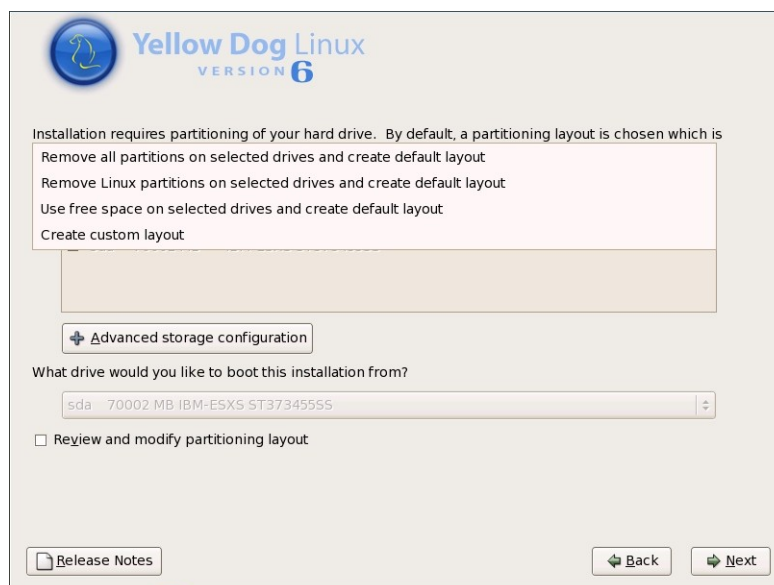 Yellow Dog Linux
VERSION 6
Installation requires partitioning of your hard drive.  By default, a partitioning layout is chosen which is
Remove all partitions on selected drives and create default layout
Remove Linux partitions on selected drives and create default layout
Use free space on selected drives and create default layout
Create custom layout
Advanced storage configuration
What drive would you like to boot this installation from?
sda   70002 MB IBM-ESXS ST373455SS
Review and modify partitioning layout
Release Notes
Back
Next